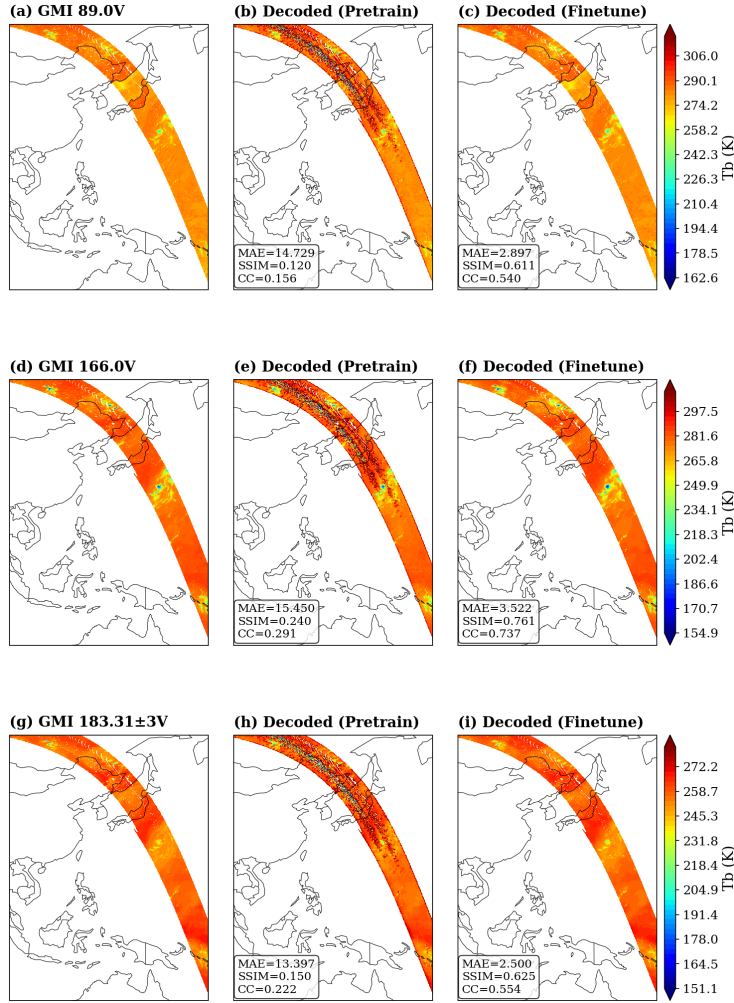 (a) GMI 89.0V
(b) Decoded (Pretrain)
(c) Decoded (Finetune)
MAE=14.729
SSIM=0.120
CC=0.156
MAE=2.897
SSIM=0.611
CC=0.540
306.0
290.1
274.2
258.2
242.3
226.3
210.4
194.4
178.5
162.6
Tb (K)
(d) GMI 166.0V
(e) Decoded (Pretrain)
(f) Decoded (Finetune)
MAE=15.450
SSIM=0.240
CC=0.291
MAE=3.522
SSIM=0.761
CC=0.737
297.5
281.6
265.8
249.9
234.1
218.3
202.4
186.6
170.7
154.9
Tb (K)
(g) GMI 183.31±3V
(h) Decoded (Pretrain)
(i) Decoded (Finetune)
MAE=13.397
SSIM=0.150
CC=0.222
MAE=2.500
SSIM=0.625
CC=0.554
272.2
258.7
245.3
231.8
218.4
204.9
191.4
178.0
164.5
151.1
Tb (K)